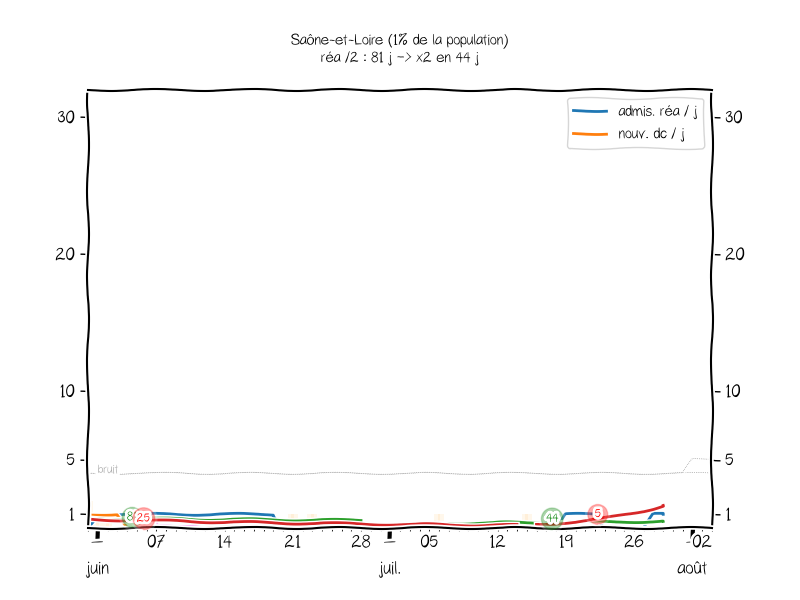 Saône-et-Loire (1% de la population)
réa /2 : 81 j -> x2 en 44 j
admis. réa / j
nouv. dc / j
30
30
20
20
10
10
5
5
bruit
1
1
25
44
5
07
14
21
28
05
12
19
26
02
juin
juil.
août